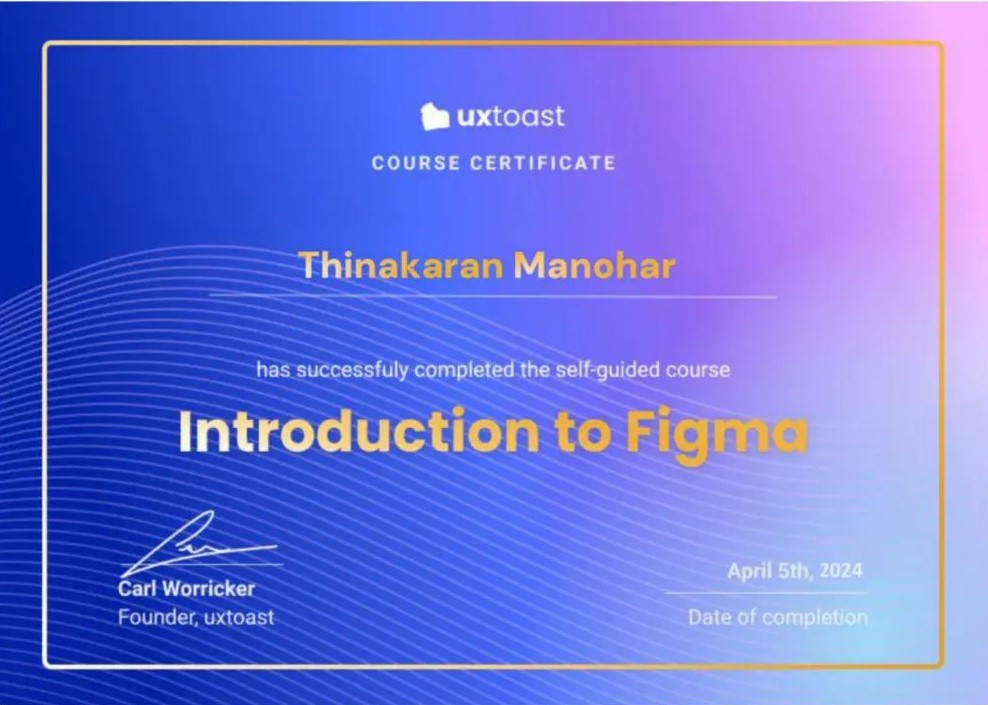 uxtoast
COURSE CERTIFICATE
Thinakaran Manohar
has successfuly completed the self-guided course
Introduction to Figma
Carl Worricker
Founder, uxtoast
April 5th, 2024
Date of completion